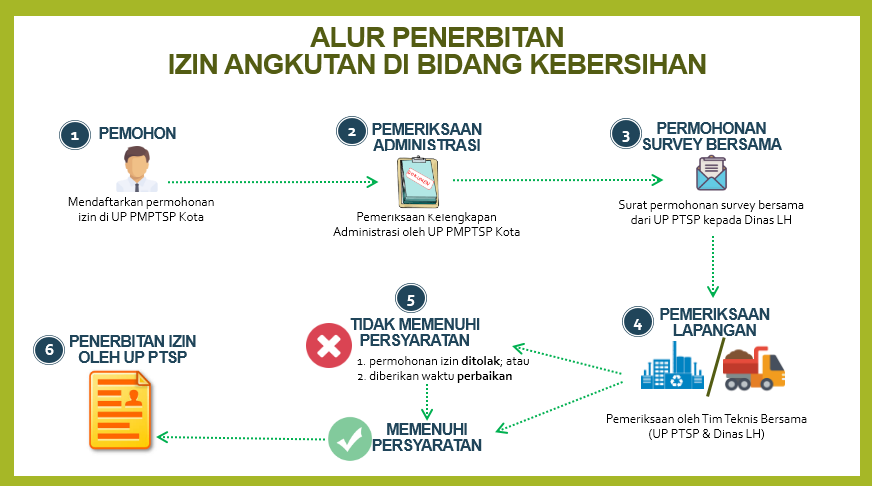 ALUR PENERBITAN
IZIN ANGKUTAN DI BIDANG KEBERSIHAN
1
PEMOHON
Mendaftarkan permohonan
izin di UP PMPTSP Kota
2
PEMERIKSAAN
ADMINISTRASI
DOKUMEN
Pemeriksaan Kelengkapan
Administrasi oleh UP PMPTSP Kota
3
PERMOHONAN
SURVEY BERSAMA
Surat permohonan survey bersama
dari UP PTSP kepada Dinas LH
4
PEMERIKSAAN
LAPANGAN
Pemeriksaan oleh Tim Teknis Bersama
(UP PTSP & Dinas LH)
5
TIDAK MEMENUHI
PERSYARATAN
1. permohonan izin ditolak; atau
2. diberikan waktu perbaikan
MEMENUHI
PERSYARATAN
6
PENERBITAN IZIN
OLEH UP PTSP